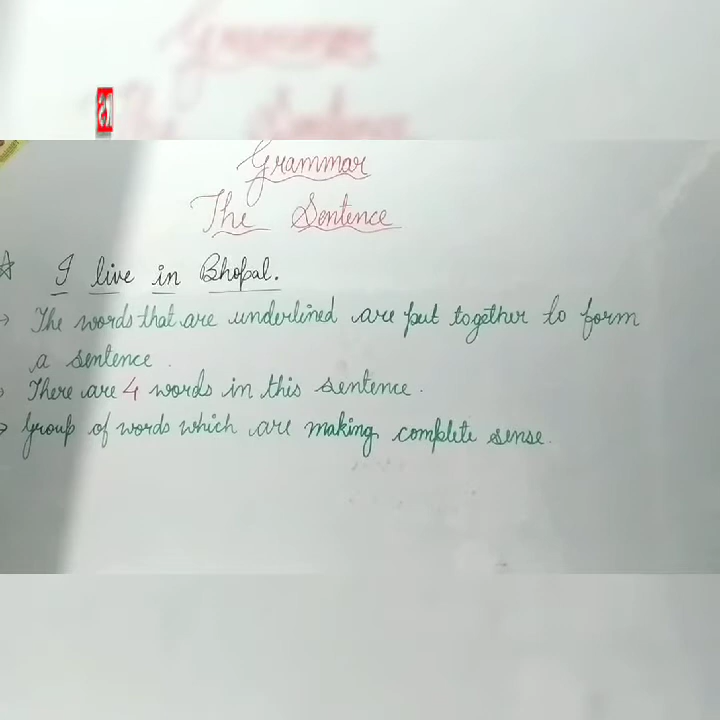 Grammar
The Sentence
☆ I live in Bhopal.
→ The words that are underlined are put together to form
a sentence.
→ There are 4 words in this sentence.
→ Group of words which are making complete sense.